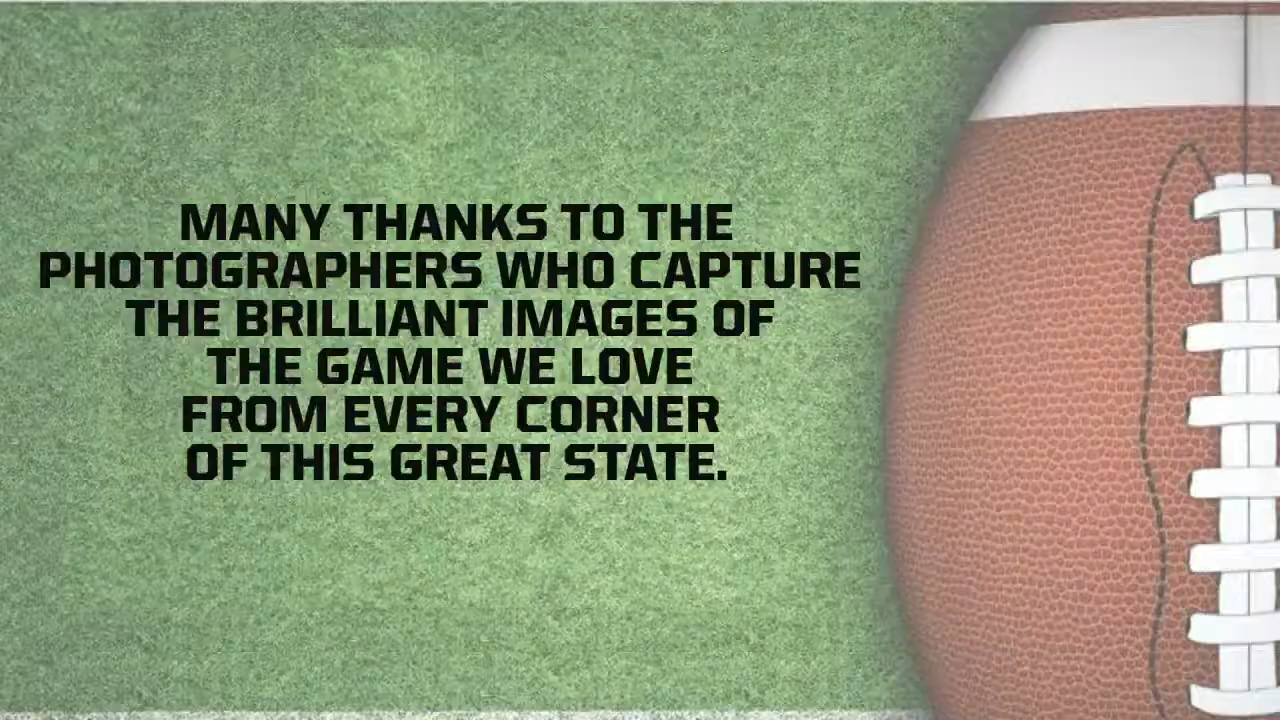 MANY THANKS TO THE
PHOTOGRAPHERS WHO CAPTURE
THE BRILLIANT IMAGES OF
THE GAME WE LOVE
FROM EVERY CORNER
OF THIS GREAT STATE.